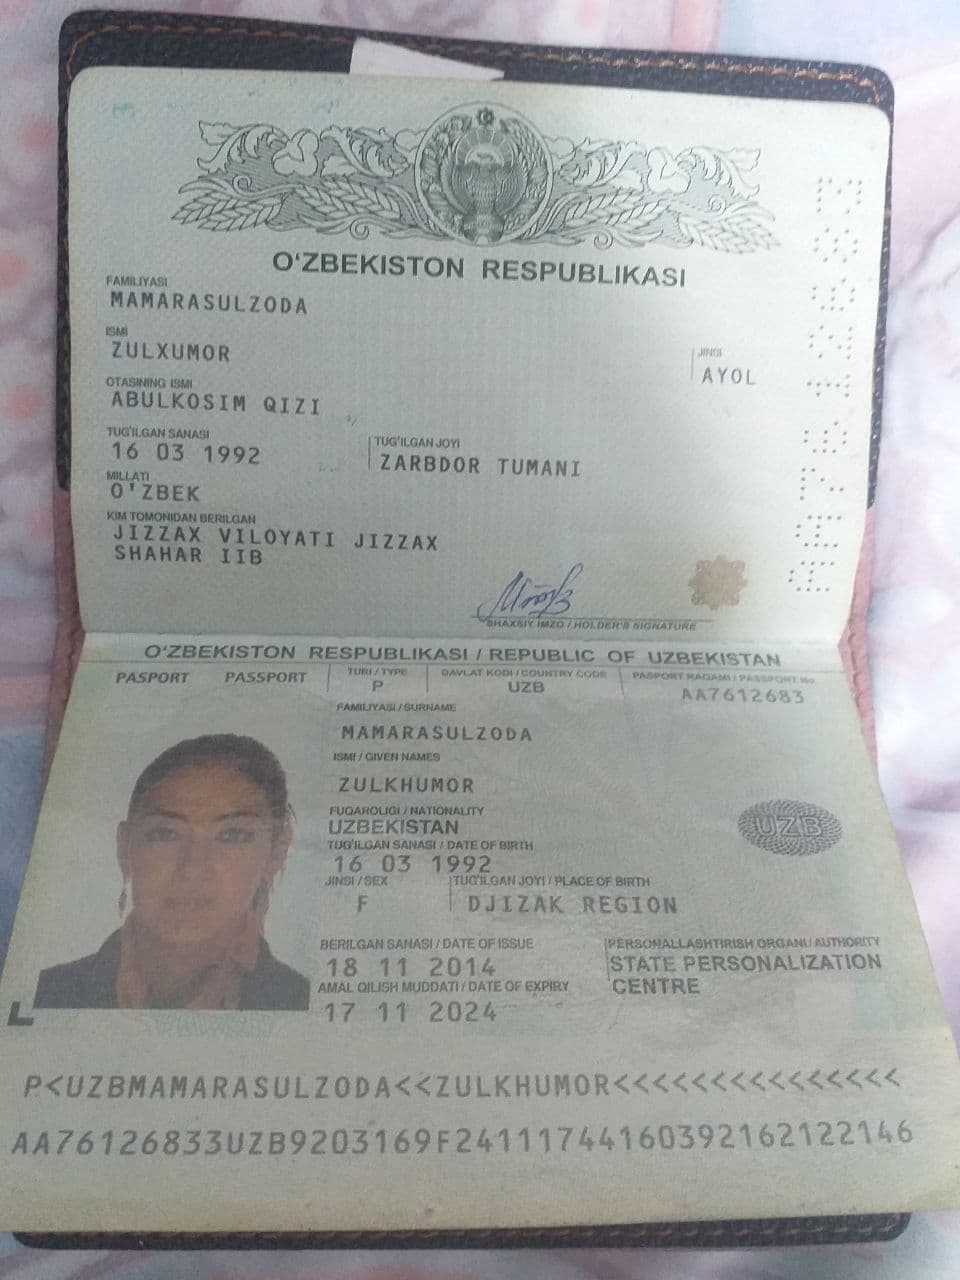 O‘ZBEKISTON RESPUBLIKASI
FAMILIYASI
MAMARASULZODA
ISMI
ZULXUMOR
JINSI
AYOL
OTASINING ISMI
ABULKOSIM QIZI
TUG‘ILGAN SANASI
16 03 1992
TUG‘ILGAN JOYI
ZARBDOR TUMANI
MILLATI
O'ZBEK
KIM TOMONIDAN BERILGAN
JIZZAX VILOYATI JIZZAX
SHAHAR IIB
SHAXSIY IMZO / HOLDER'S SIGNATURE
AA7612683
O‘ZBEKISTON RESPUBLIKASI / REPUBLIC OF UZBEKISTAN
PASPORT PASSPORT
TURI / TYPE
P
DAVLAT KODI / COUNTRY CODE
UZB
PASPORT RAQAMI / PASSPORT No.
AA7612683
FAMILIYASI / SURNAME
MAMARASULZODA
ISMI / GIVEN NAMES
ZULKHUMOR
FUQAROLIGI / NATIONALITY
UZBEKISTAN
TUG‘ILGAN SANASI / DATE OF BIRTH
16 03 1992
JINSI / SEX
F
TUG‘ILGAN JOYI / PLACE OF BIRTH
DJIZAK REGION
BERILGAN SANASI / DATE OF ISSUE
18 11 2014
AMAL QILISH MUDDATI / DATE OF EXPIRY
17 11 2024
PERSONALLASHTIRISH ORGANI / AUTHORITY
STATE PERSONALIZATION
CENTRE
UZB
P<UZBMAMARASULZODA<<ZULKHUMOR<<<<<<<<<<<<<<<
AA76126833UZB9203169F24111744160392162122146